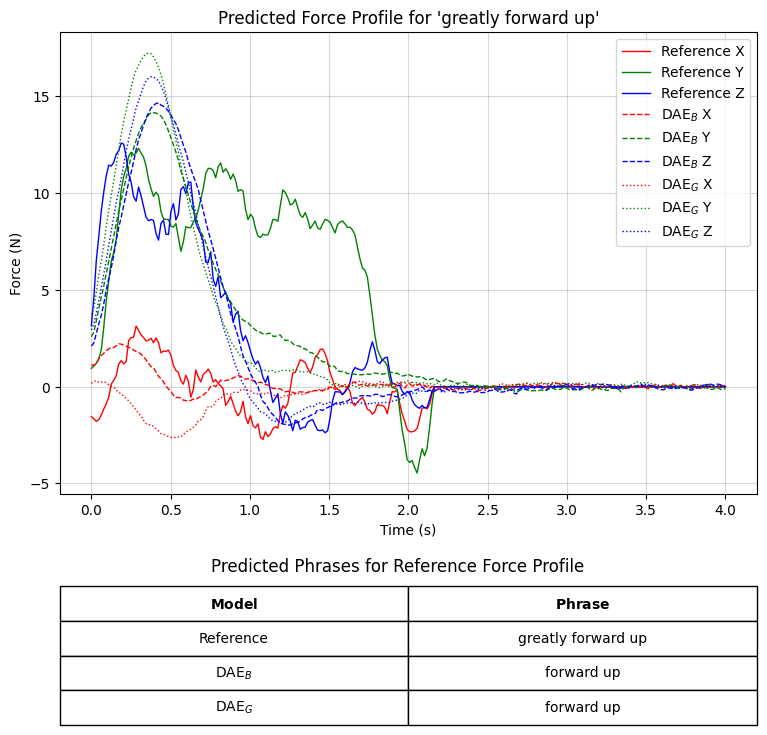 Predicted Force Profile for 'greatly forward up'
Reference X
Reference Y
Reference Z
DAE_B X
DAE_B Y
DAE_B Z
DAE_G X
DAE_G Y
DAE_G Z
Force (N)
15
10
5
0
−5
0.0 0.5 1.0 1.5 2.0 2.5 3.0 3.5 4.0
Time (s)
Predicted Phrases for Reference Force Profile
Model Phrase
Reference greatly forward up
DAE_B forward up
DAE_G forward up